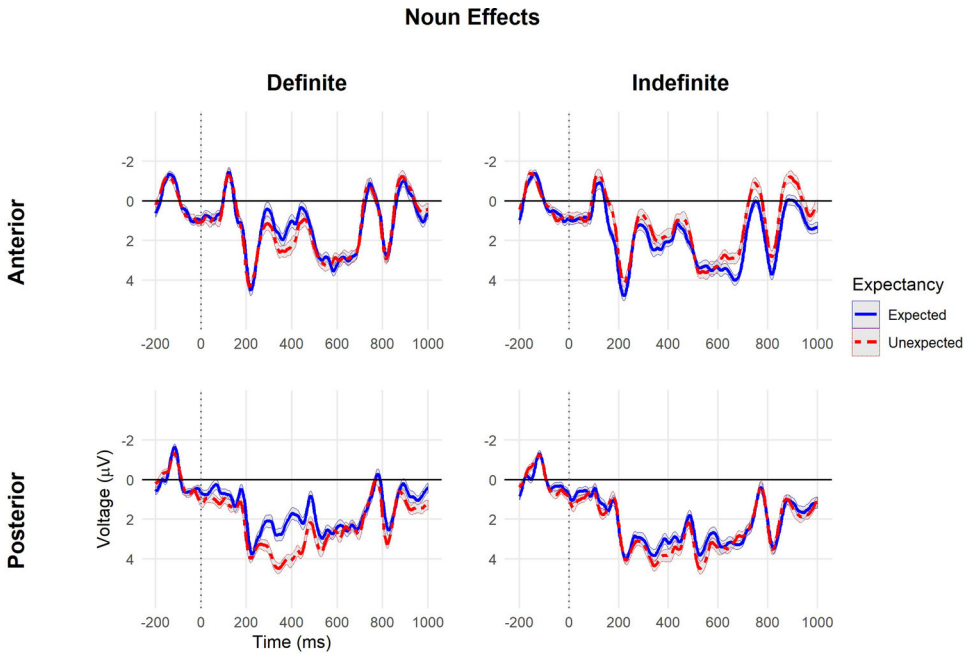 Noun Effects
Definite
Indefinite
Anterior
-2
0
2
4
-200 0 200 400 600 800 1000
-2
0
2
4
-200 0 200 400 600 800 1000
Expectancy
Expected
Unexpected
Posterior
Voltage (μV)
-2
0
2
4
-200 0 200 400 600 800 1000
Time (ms)
-2
0
2
4
-200 0 200 400 600 800 1000